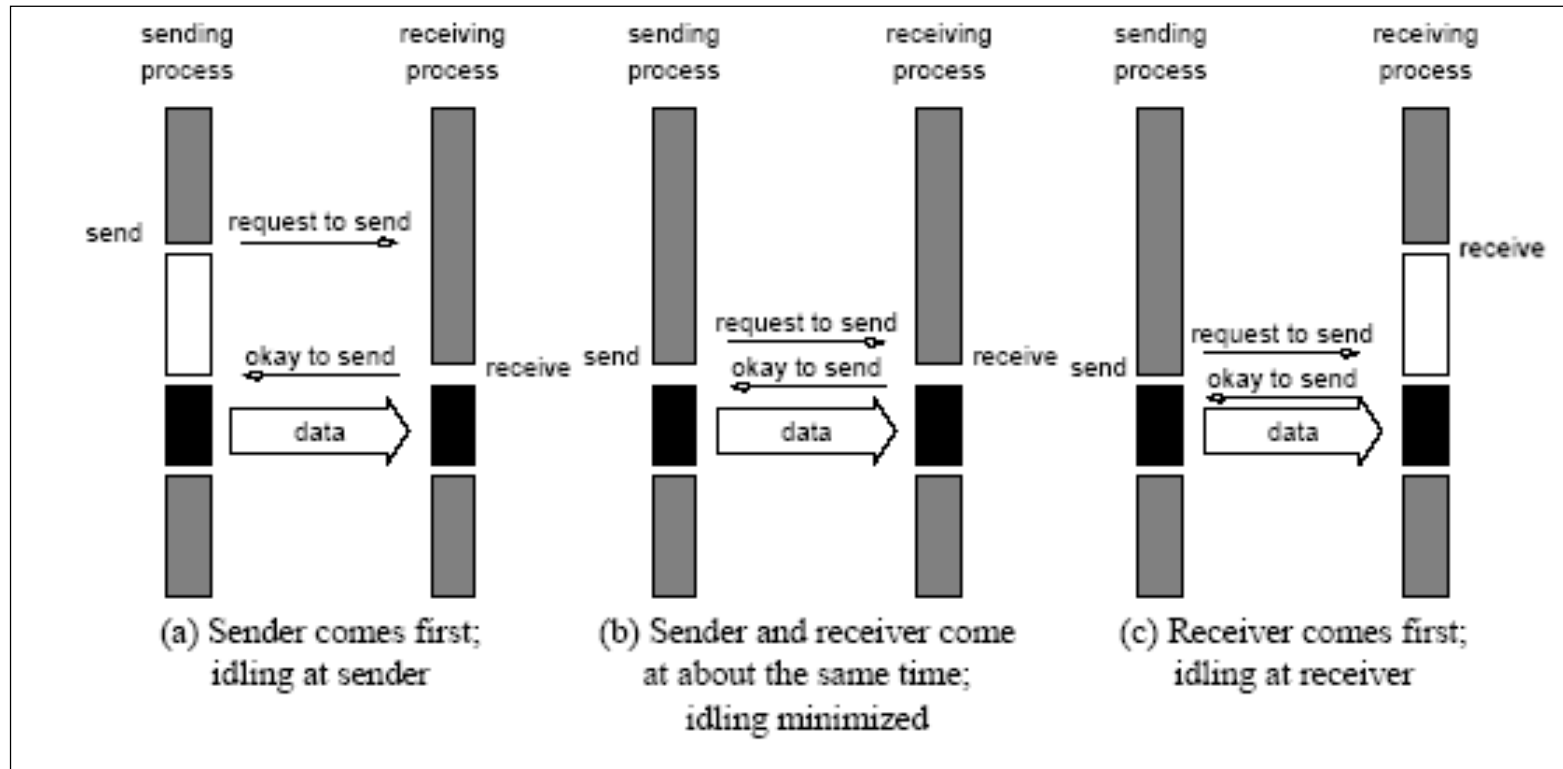 sending
process
receiving
process
sending
process
receiving
process
sending
process
receiving
process
send
request to send
okay to send
receive
data
send
request to send
okay to send
receive
data
send
request to send
okay to send
receive
data
(a) Sender comes first;
idling at sender
(b) Sender and receiver come
at about the same time;
idling minimized
(c) Receiver comes first;
idling at receiver